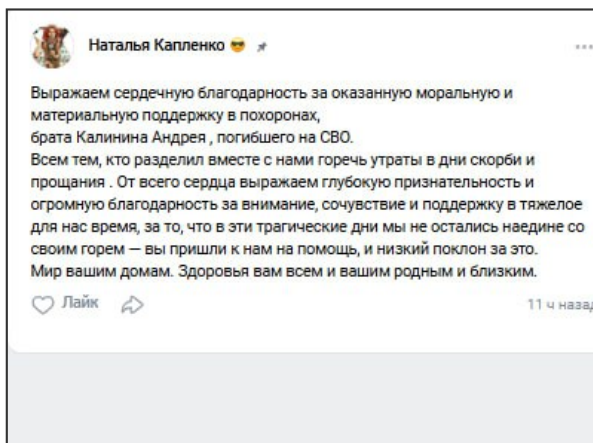 Наталья Капленко 😎
Выражаем сердечную благодарность за оказанную моральную и
материальную поддержку в похоронах,
брата Калинина Андрея , погибшего на СВО.
Всем тем, кто разделил вместе с нами горечь утраты в дни скорби и
прощания . От всего сердца выражаем глубокую признательность и
огромную благодарность за внимание, сочувствие и поддержку в тяжелое
для нас время, за то, что в эти трагические дни мы не остались наедине со
своим горем — вы пришли к нам на помощь, и низкий поклон за это.
Мир вашим домам. Здоровья вам всем и вашим родным и близким.
Лайк
11 ч назад